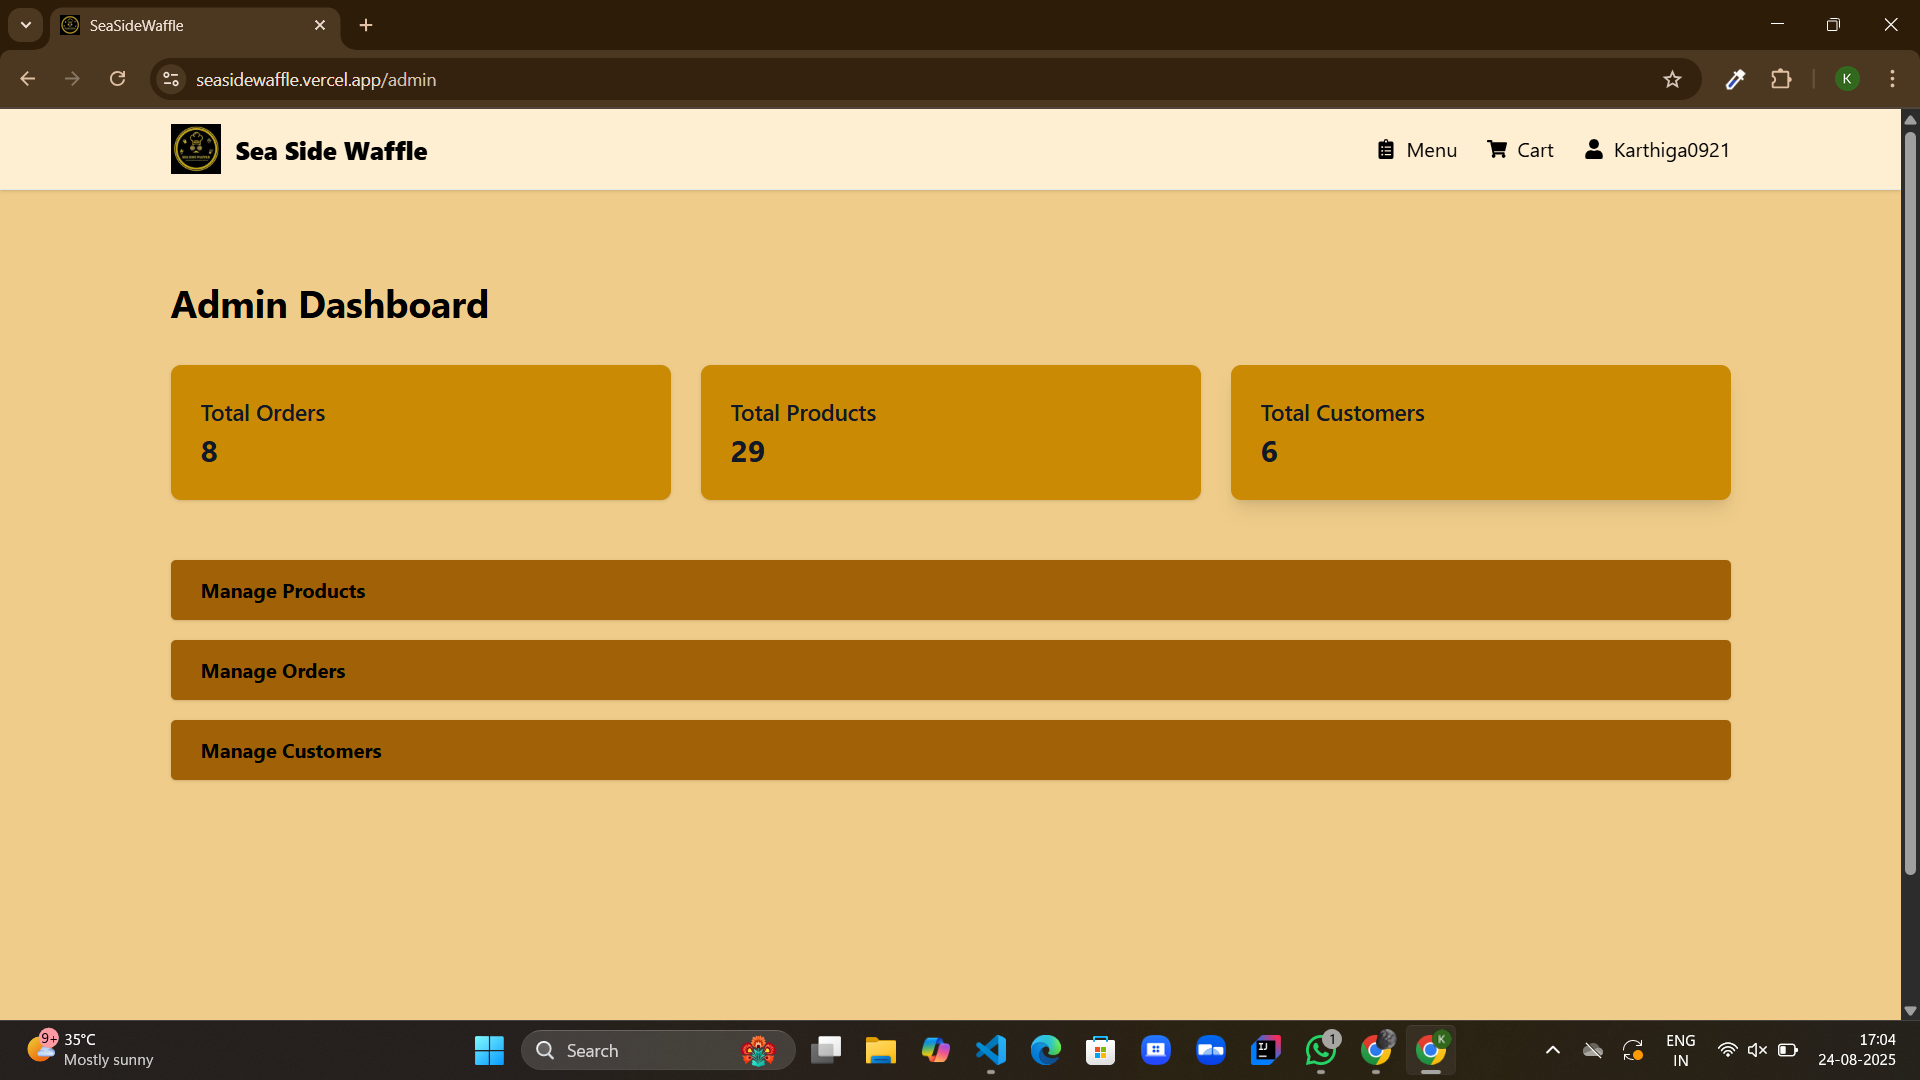 SeaSideWaffle
seasidewaffle.vercel.app/admin
K
Sea Side Waffle
Menu
Cart
Karthiga0921
Admin Dashboard
Total Orders
8
Total Products
29
Total Customers
6
Manage Products
Manage Orders
Manage Customers
9+
35°C
Mostly sunny
Search
1
K
ENG
IN
17:04
24-08-2025